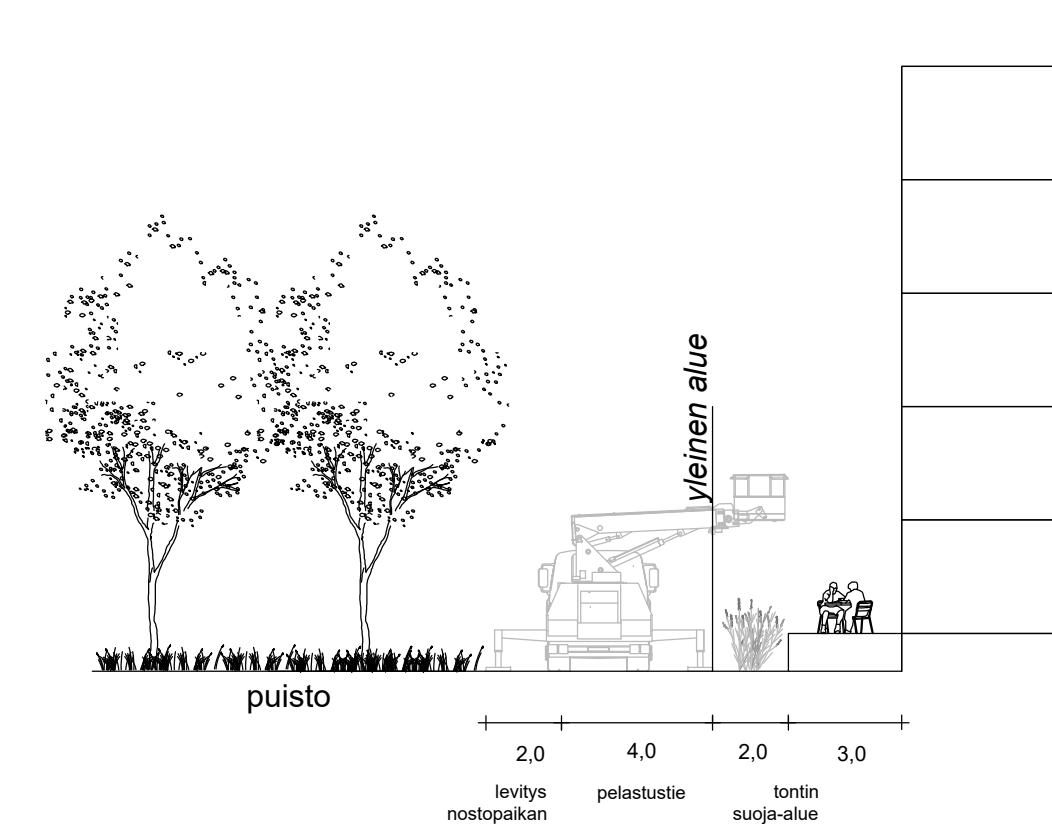 yleinen alue
puisto
2,0
4,0
2,0
3,0
levitys
nostopaikan
pelastustie
tontin
suoja-alue